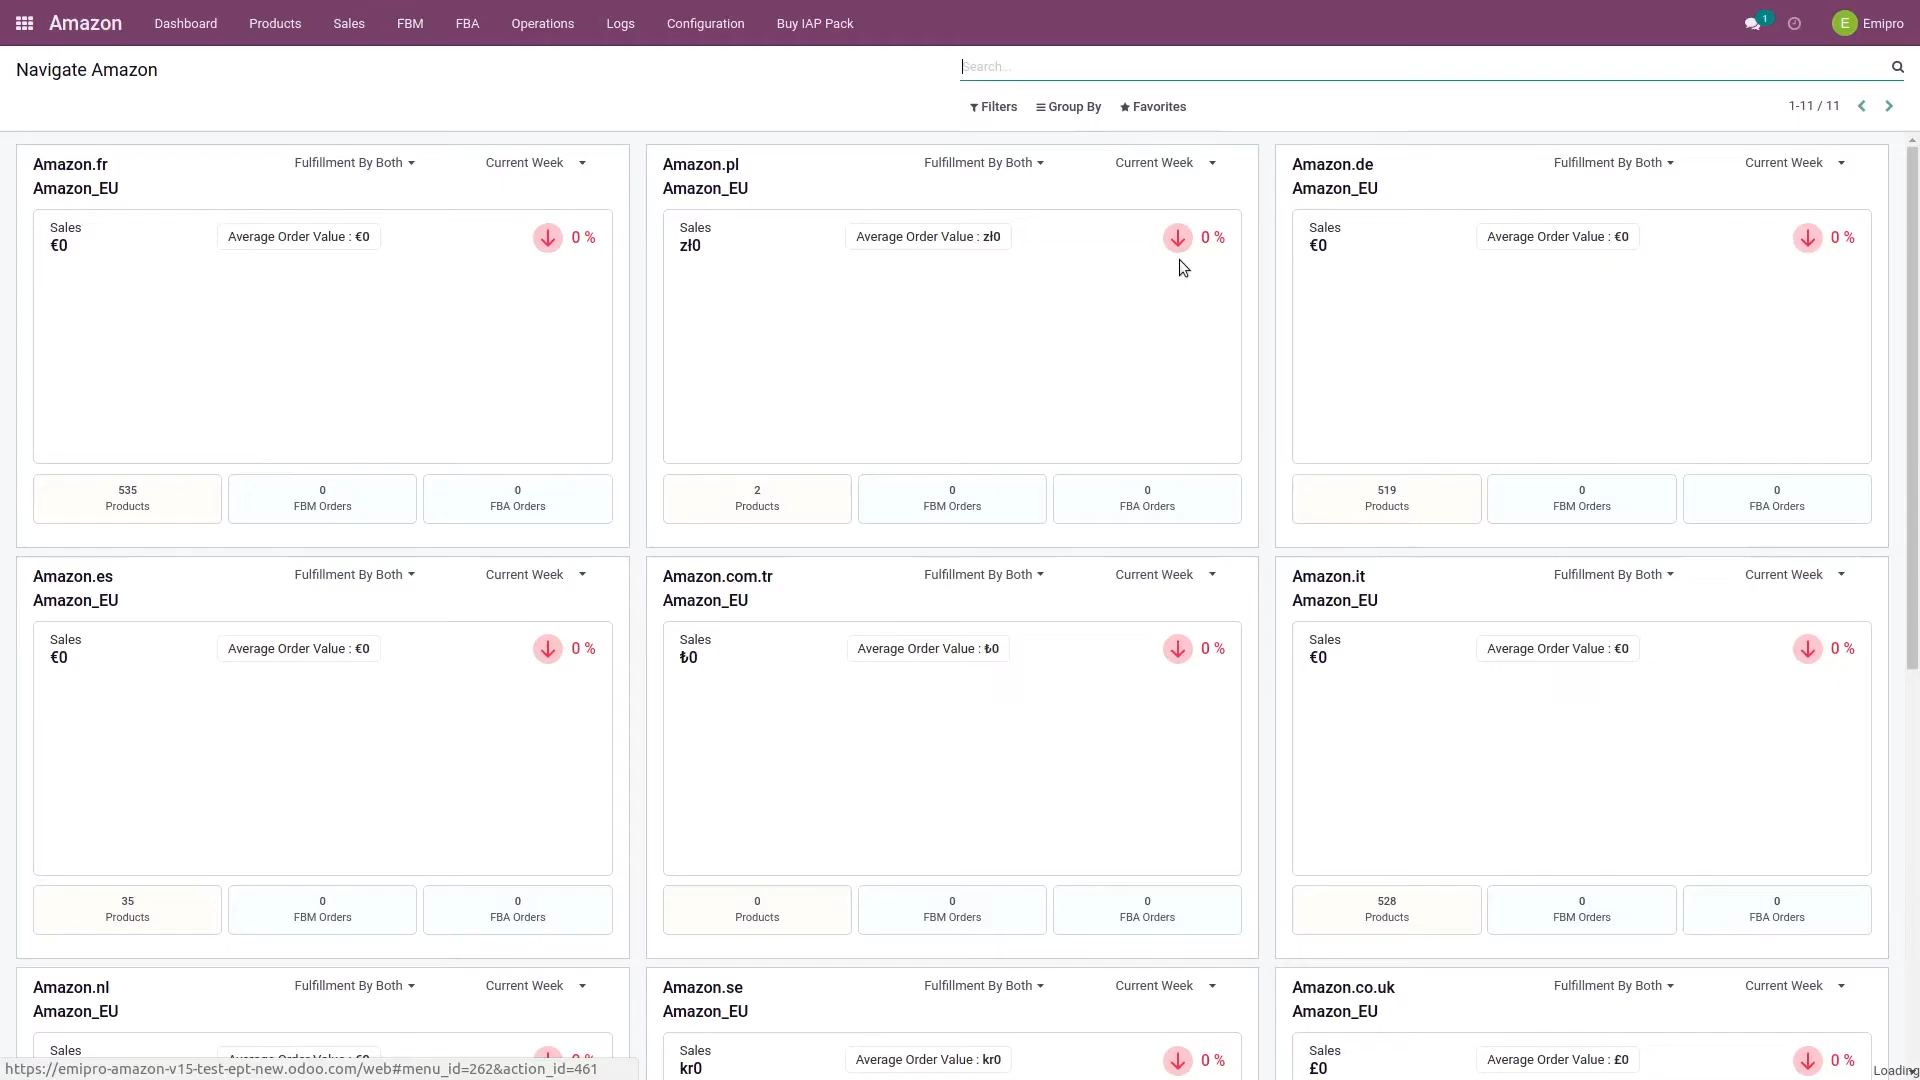 Amazon Dashboard Products Sales FBM FBA Operations Logs Configuration Buy IAP Pack 1 E Emipro
Navigate Amazon
Search...
Filters Group By Favorites 1-11 / 11
Amazon.fr Fulfillment By Both Current Week
Amazon_EU
Sales
€0
Average Order Value : €0
0 %
535
Products
0
FBM Orders
0
FBA Orders
Amazon.pl Fulfillment By Both Current Week
Amazon_EU
Sales
zł0
Average Order Value : zł0
0 %
2
Products
0
FBM Orders
0
FBA Orders
Amazon.de Fulfillment By Both Current Week
Amazon_EU
Sales
€0
Average Order Value : €0
0 %
519
Products
0
FBM Orders
0
FBA Orders
Amazon.es Fulfillment By Both Current Week
Amazon_EU
Sales
€0
Average Order Value : €0
0 %
35
Products
0
FBM Orders
0
FBA Orders
Amazon.com.tr Fulfillment By Both Current Week
Amazon_EU
Sales
₺0
Average Order Value : ₺0
0 %
0
Products
0
FBM Orders
0
FBA Orders
Amazon.it Fulfillment By Both Current Week
Amazon_EU
Sales
€0
Average Order Value : €0
0 %
528
Products
0
FBM Orders
0
FBA Orders
Amazon.nl Fulfillment By Both Current Week
Amazon_EU
Sales
Amazon.se Fulfillment By Both Current Week
Amazon_EU
Sales
kr0
Average Order Value : kr0
0 %
Amazon.co.uk Fulfillment By Both Current Week
Amazon_EU
Sales
£0
Average Order Value : £0
0 %
https://emipro-amazon-v15-test-ept-new.odoo.com/web#menu_id=262&action_id=461
Loading